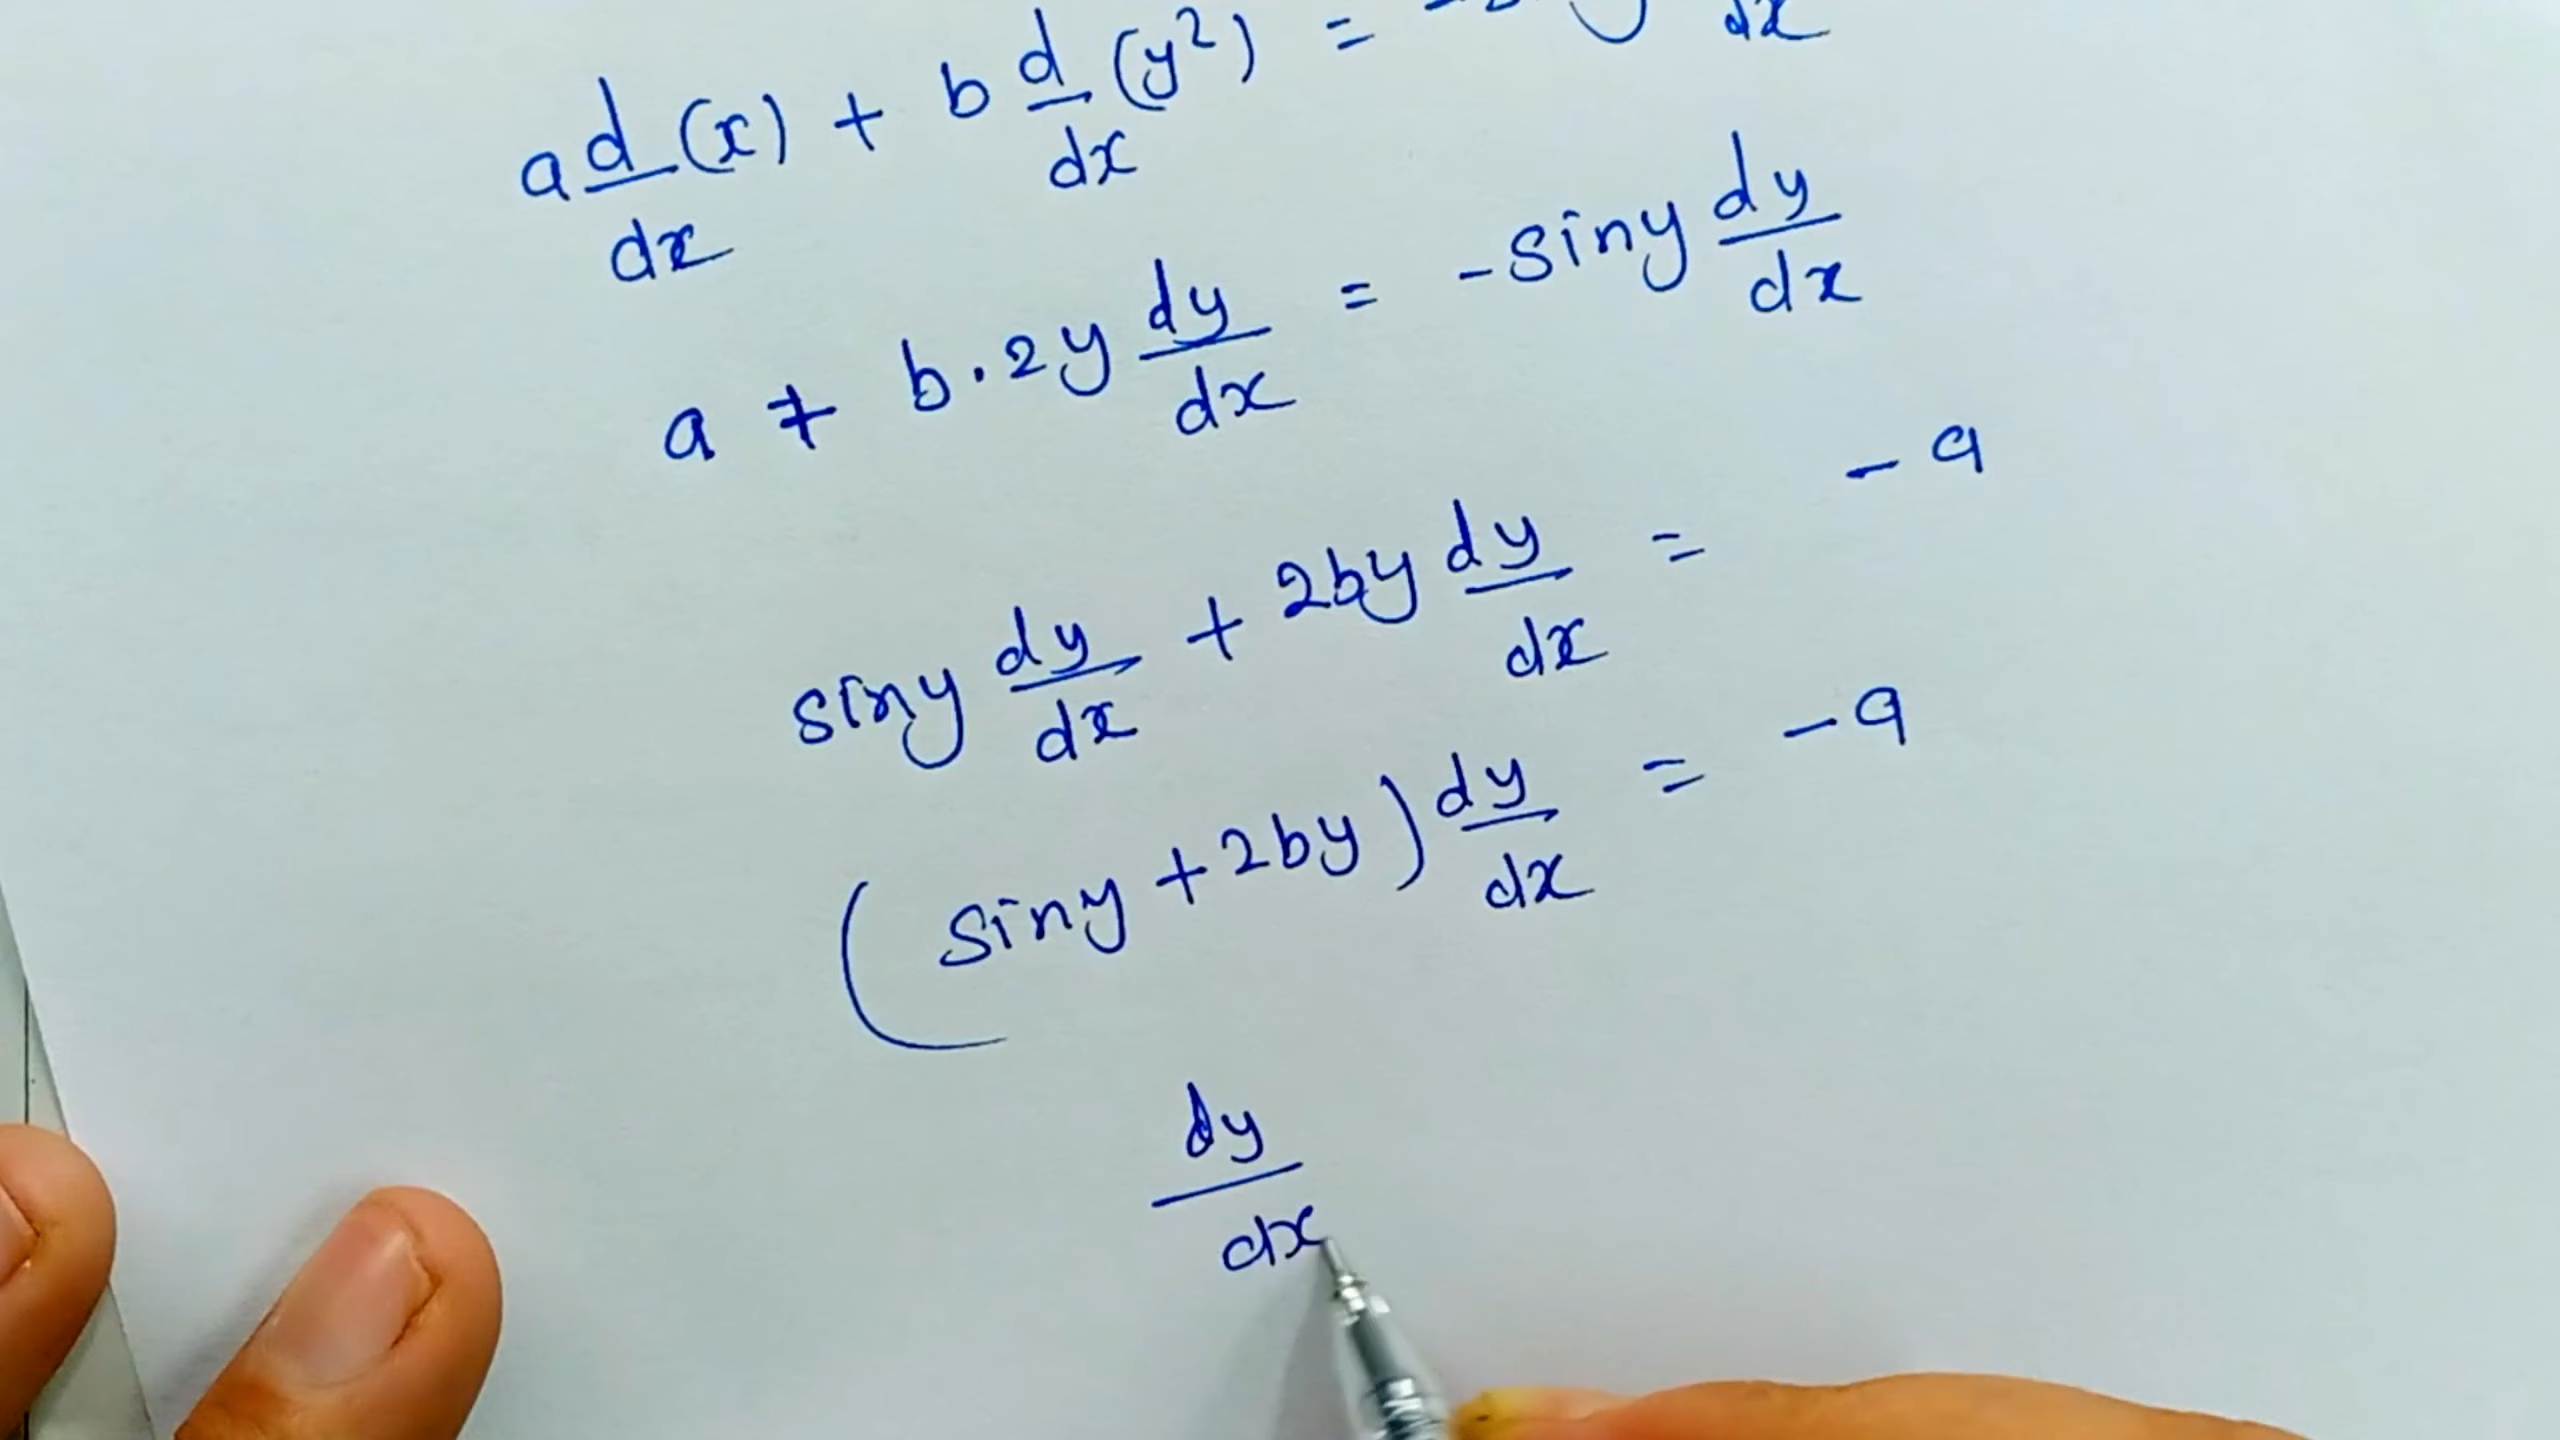 a d/dx (x) + b d/dx (y²) =
a + b·2y dy/dx = -siny dy/dx
siny dy/dx + 2by dy/dx = -a
(siny + 2by) dy/dx = -a
dy/dx